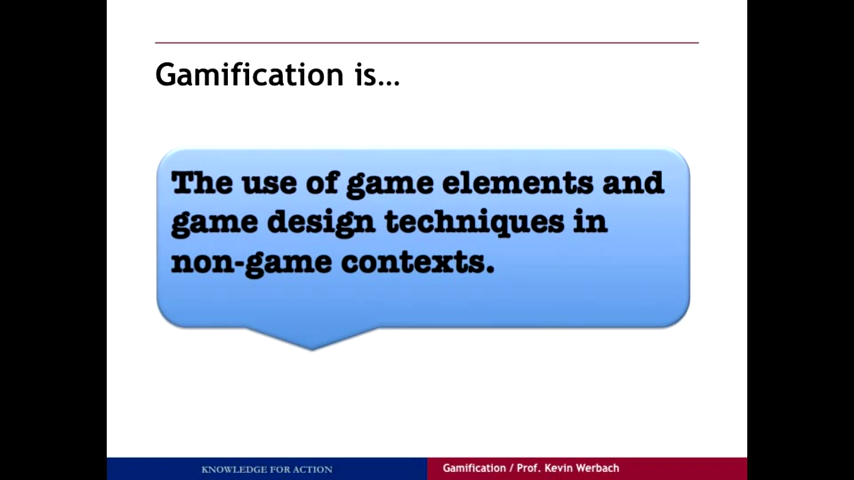 Gamification is...
The use of game elements and
game design techniques in
non-game contexts.
KNOWLEDGE FOR ACTION
Gamification / Prof. Kevin Werbach